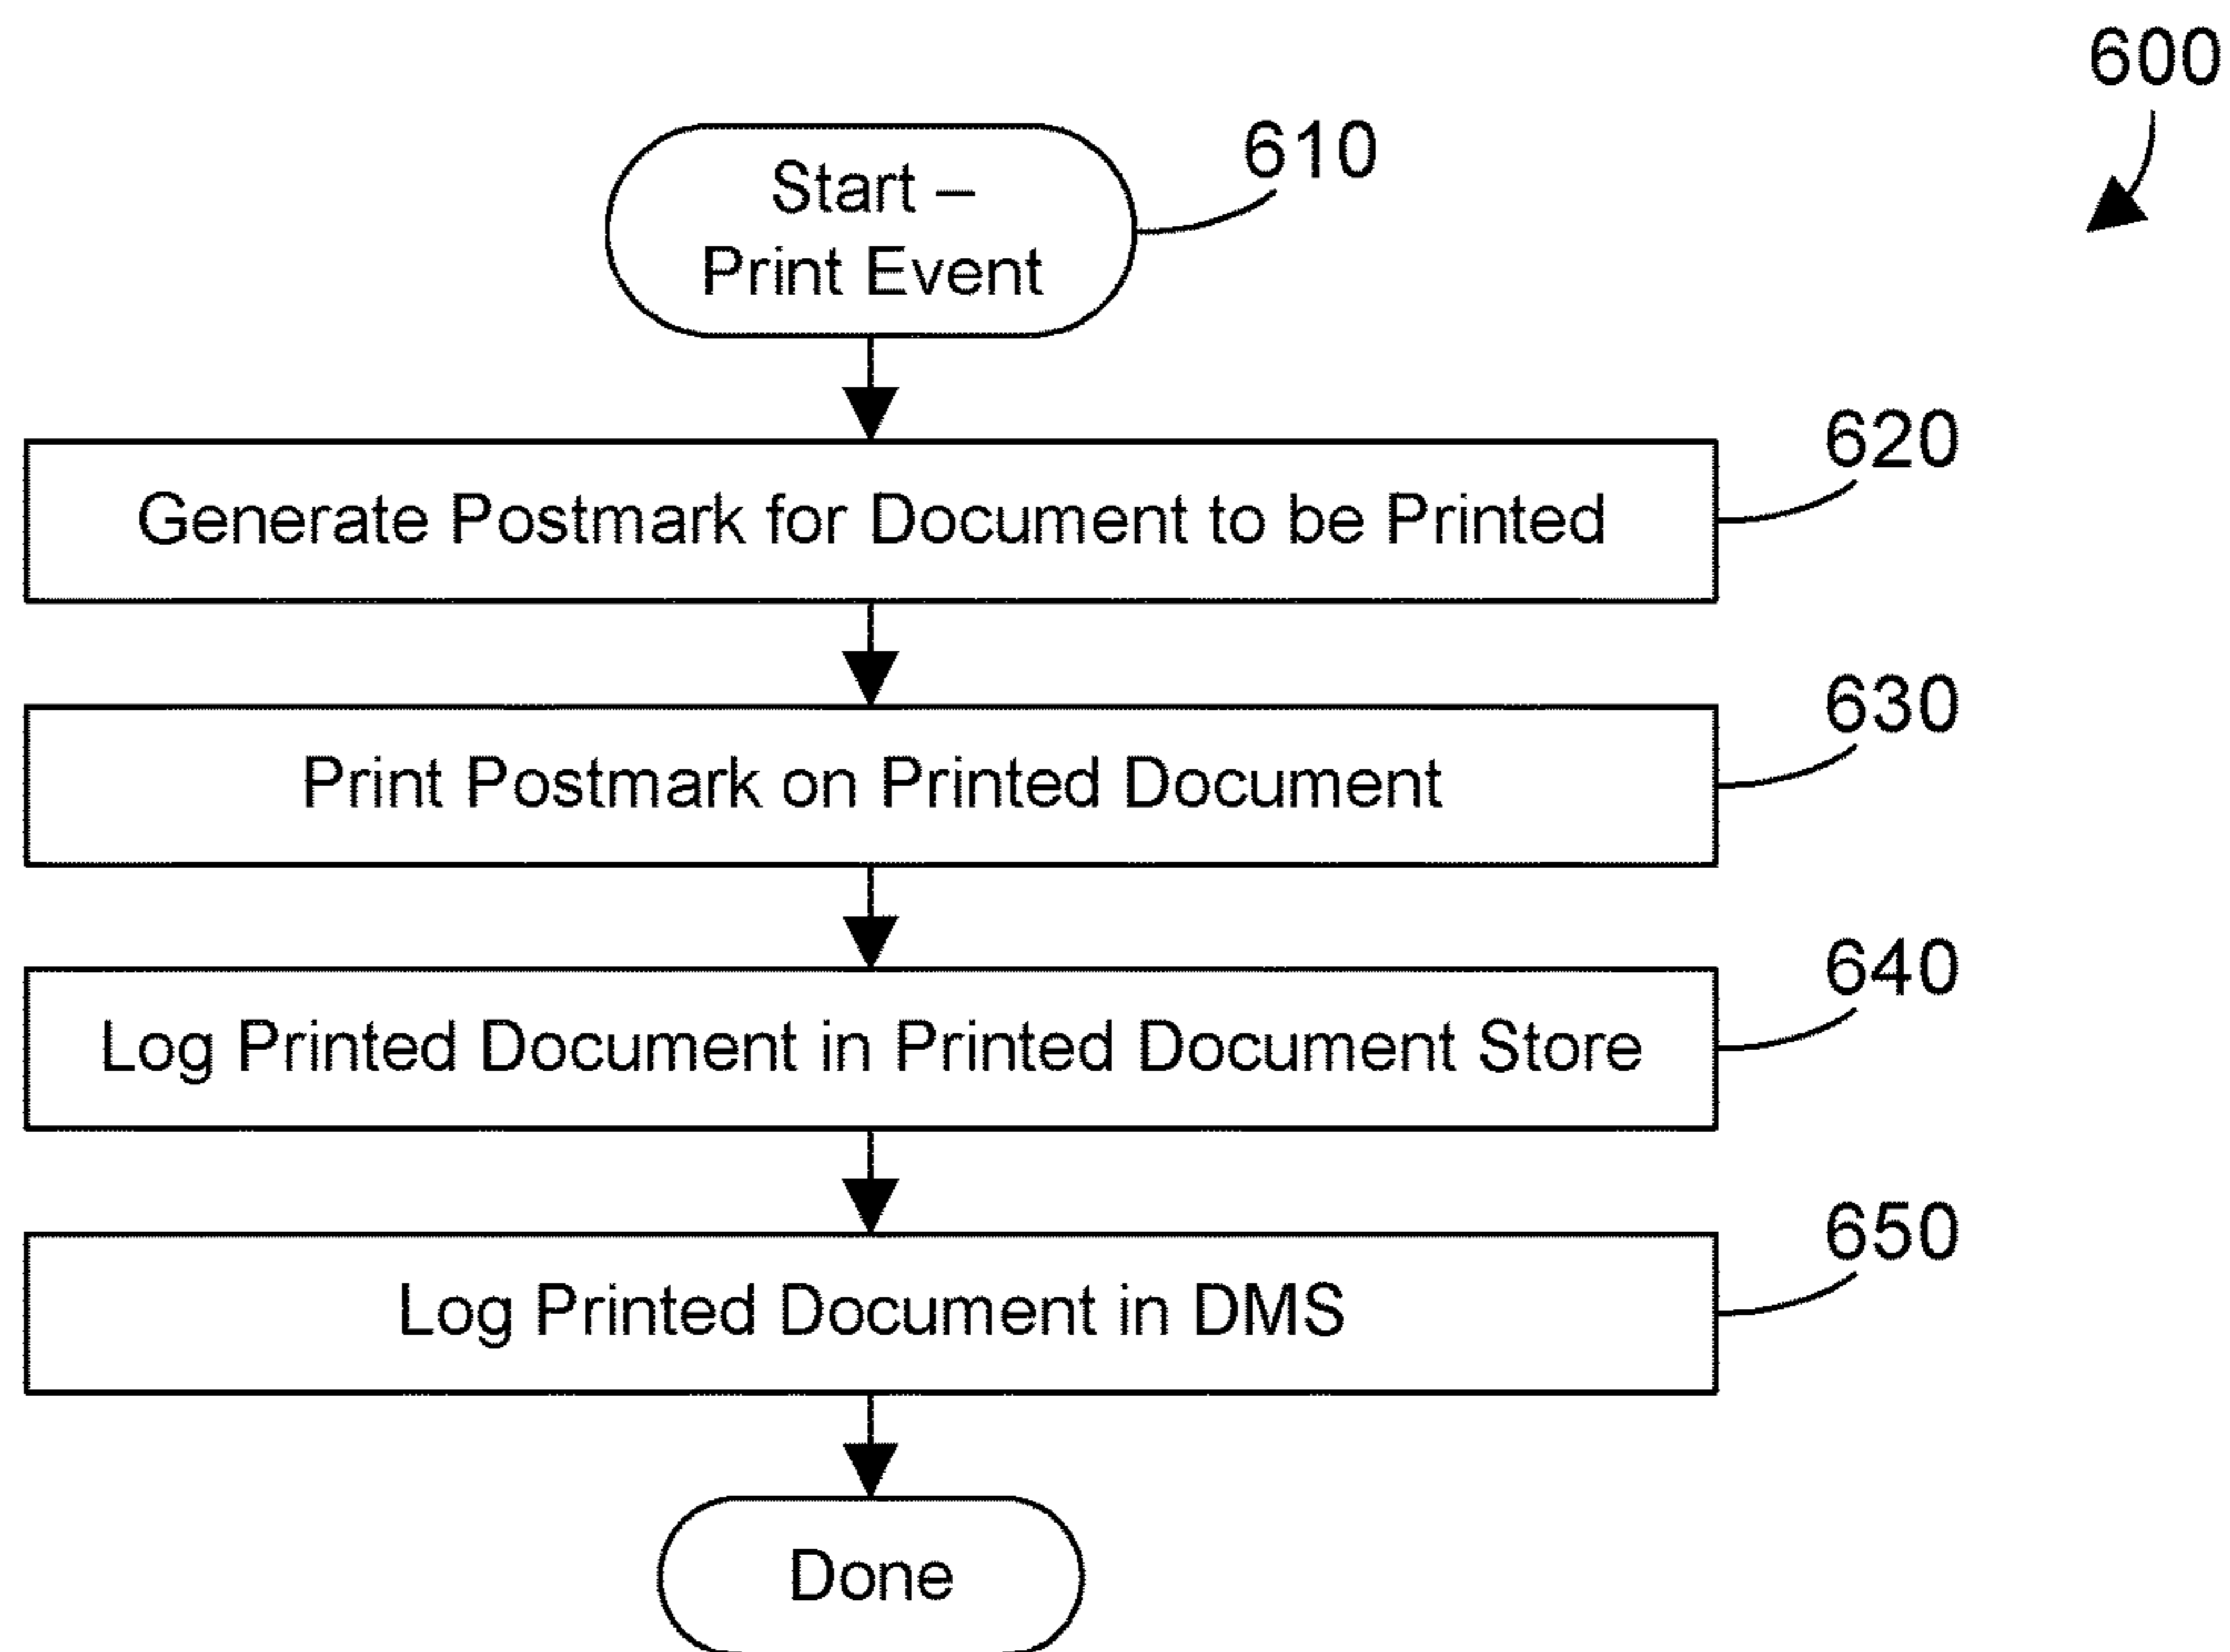 600
Start –
Print Event
610
Generate Postmark for Document to be Printed
620
Print Postmark on Printed Document
630
Log Printed Document in Printed Document Store
640
Log Printed Document in DMS
650
Done